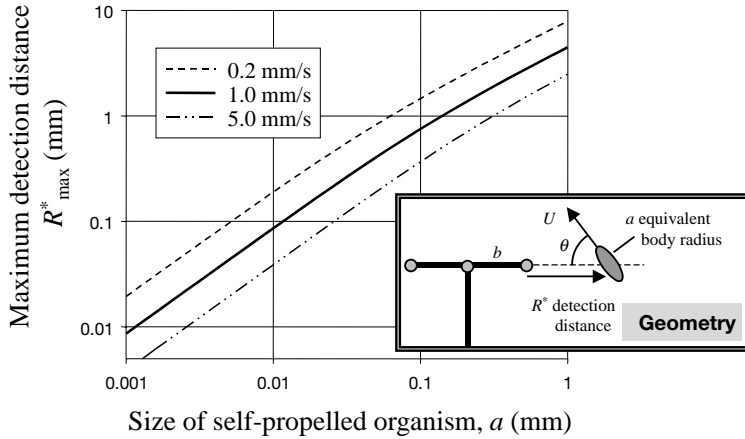 Maximum detection distance
R*max (mm)
10
1
0.1
0.01
0.2 mm/s
1.0 mm/s
5.0 mm/s
U
a equivalent
body radius
θ
b
R* detection
distance
Geometry
0.001
0.01
0.1
1
Size of self-propelled organism, a (mm)